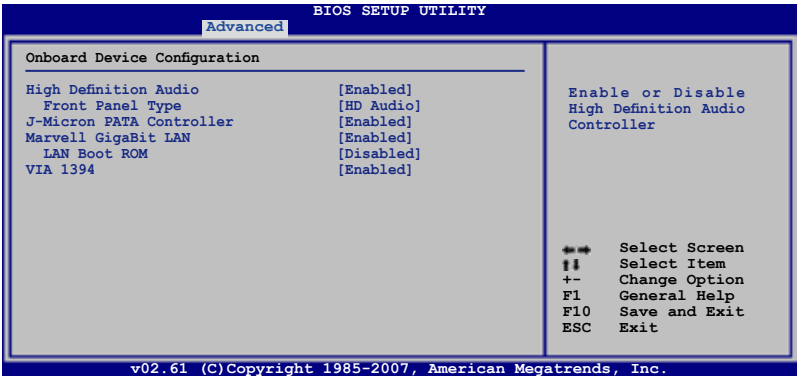 BIOS SETUP UTILITY
Advanced
Onboard Device Configuration
High Definition Audio [Enabled]
Front Panel Type [HD Audio]
J-Micron PATA Controller [Enabled]
Marvell GigaBit LAN [Enabled]
LAN Boot ROM [Disabled]
VIA 1394 [Enabled]
Enable or Disable
High Definition Audio
Controller
Select Screen
Select Item
+- Change Option
F1 General Help
F10 Save and Exit
ESC Exit
v02.61 (C)Copyright 1985-2007, American Megatrends, Inc.